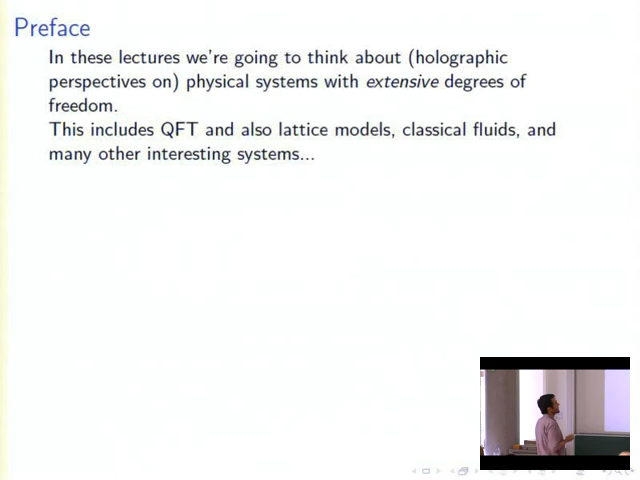 Preface
In these lectures we're going to think about (holographic
perspectives on) physical systems with extensive degrees of
freedom.
This includes QFT and also lattice models, classical fluids, and
many other interesting systems...